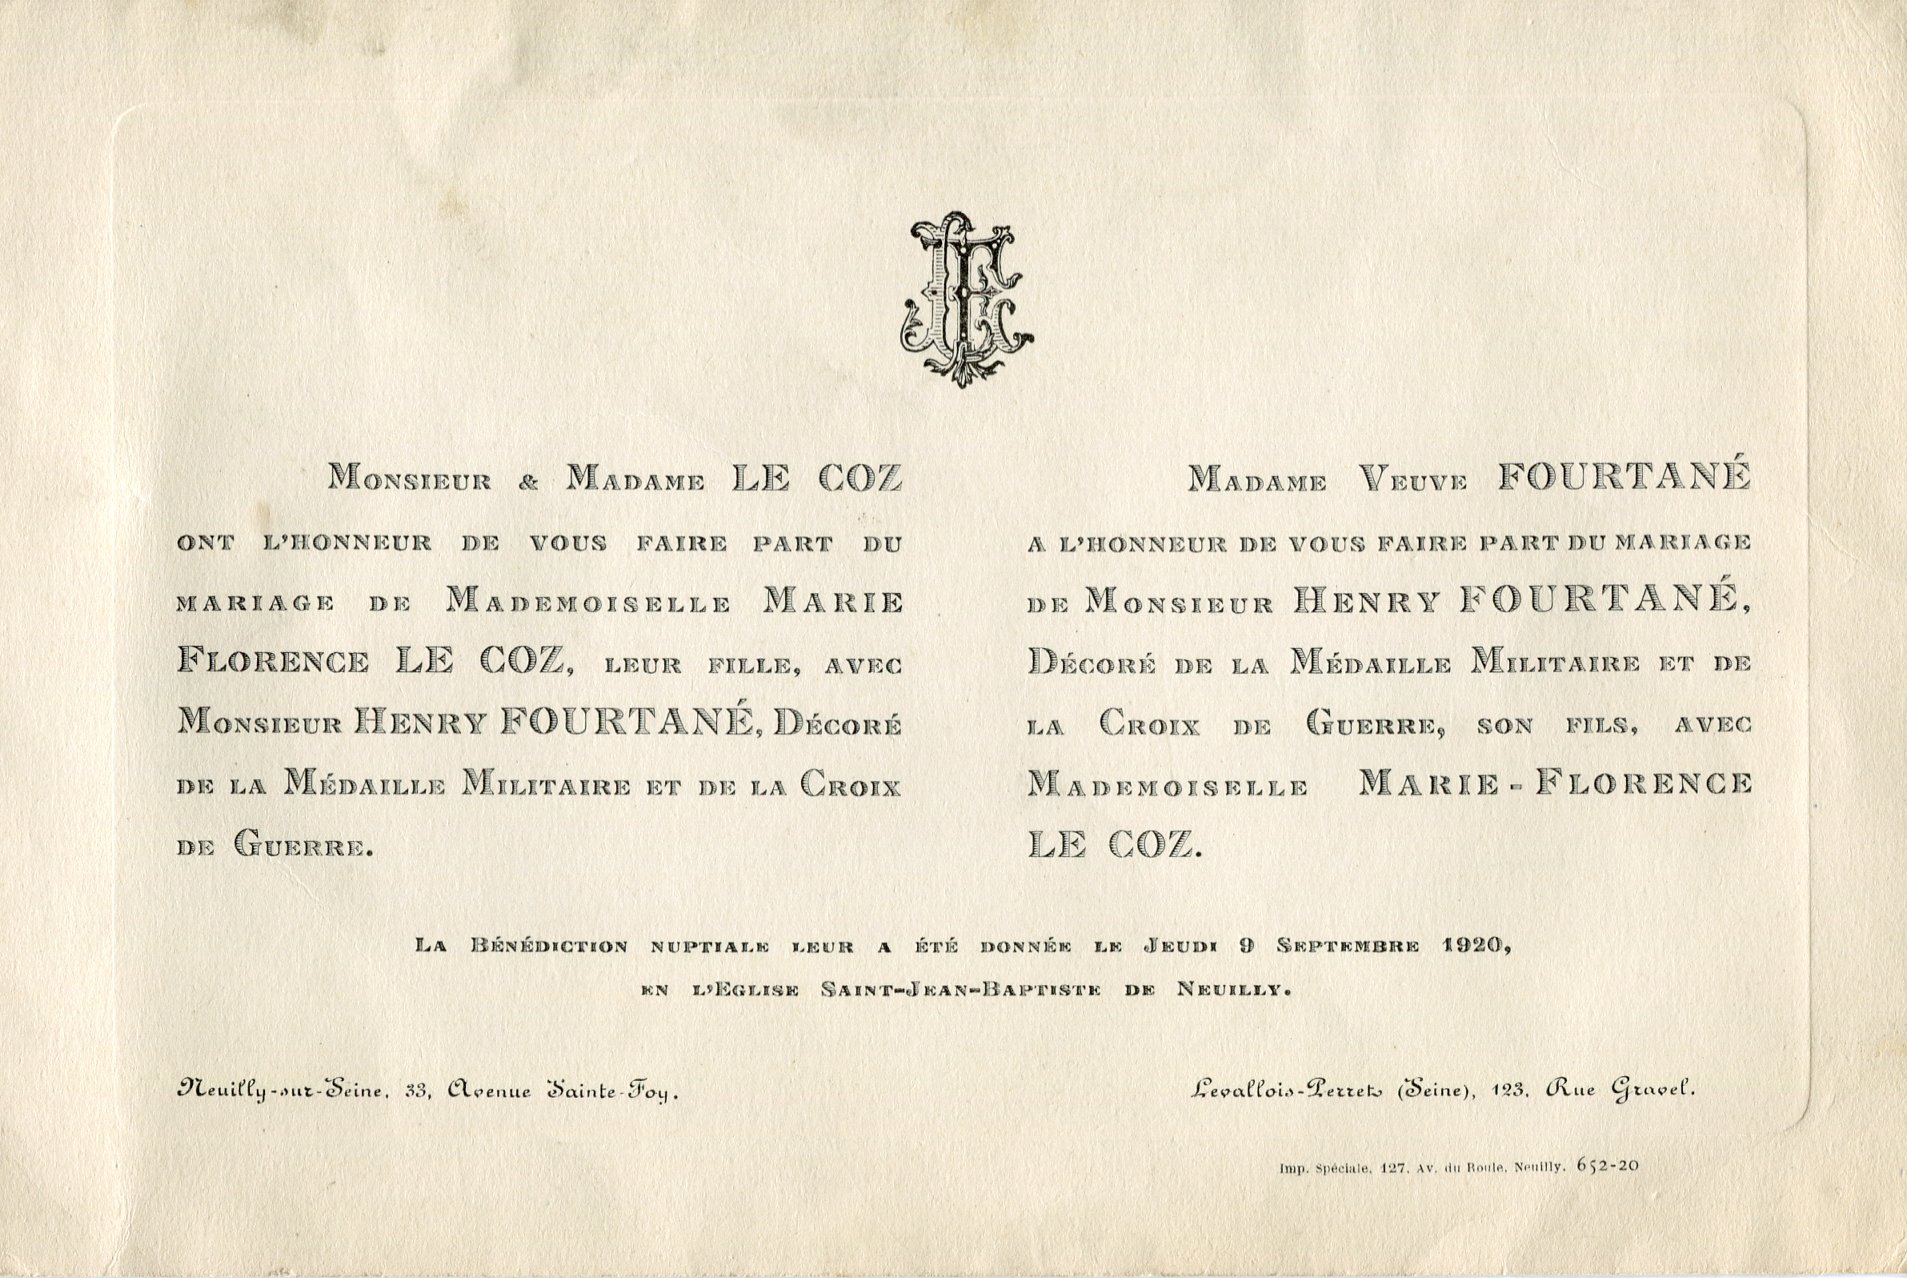 MONSIEUR & MADAME LE COZ
ONT L'HONNEUR DE VOUS FAIRE PART DU
MARIAGE DE MADEMOISELLE MARIE
FLORENCE LE COZ, LEUR FILLE, AVEC
MONSIEUR HENRY FOURTANÉ, DÉCORÉ
DE LA MÉDAILLE MILITAIRE ET DE LA CROIX
DE GUERRE.
MADAME VEUVE FOURTANÉ
A L'HONNEUR DE VOUS FAIRE PART DU MARIAGE
DE MONSIEUR HENRY FOURTANÉ,
DÉCORÉ DE LA MÉDAILLE MILITAIRE ET DE
LA CROIX DE GUERRE, SON FILS, AVEC
MADEMOISELLE MARIE-FLORENCE
LE COZ.
LA BÉNÉDICTION NUPTIALE LEUR A ÉTÉ DONNÉE LE JEUDI 9 SEPTEMBRE 1920,
EN L'EGLISE SAINT-JEAN-BAPTISTE DE NEUILLY.
Neuilly-sur-Seine, 33, Avenue Sainte-Foy.
Levallois-Perret (Seine), 123, Rue Gravel.
Imp. Spéciale, 127, Av. du Roule, Neuilly. 652-20